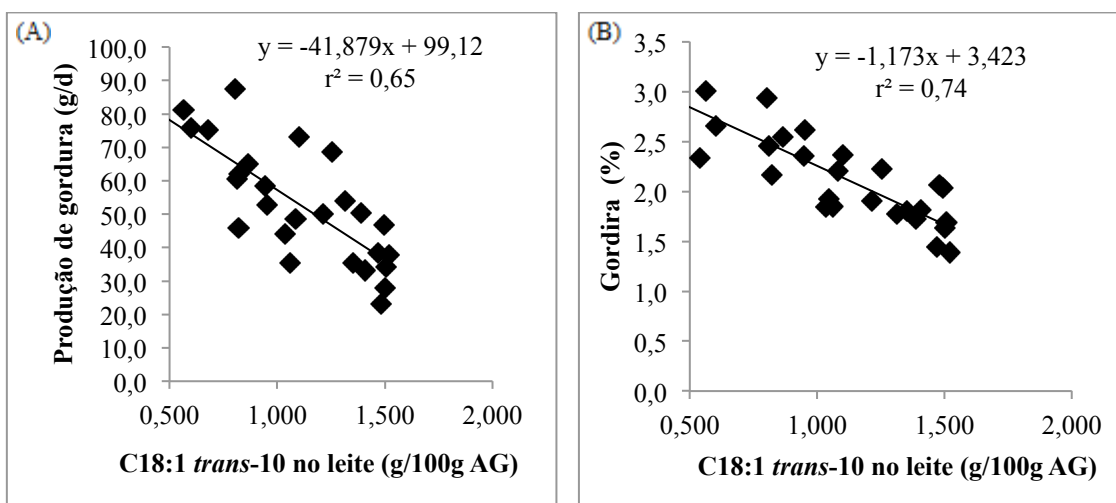 (A)
y = -41,879x + 99,12
r² = 0,65
Produção de gordura (g/d)
100,0
90,0
80,0
70,0
60,0
50,0
40,0
30,0
20,0
10,0
0,0
0,500 1,000 1,500 2,000
C18:1 trans-10 no leite (g/100g AG)
(B)
y = -1,173x + 3,423
r² = 0,74
Gordira (%)
3,5
3,0
2,5
2,0
1,5
1,0
0,5
0,0
0,500 1,000 1,500 2,000
C18:1 trans-10 no leite (g/100g AG)